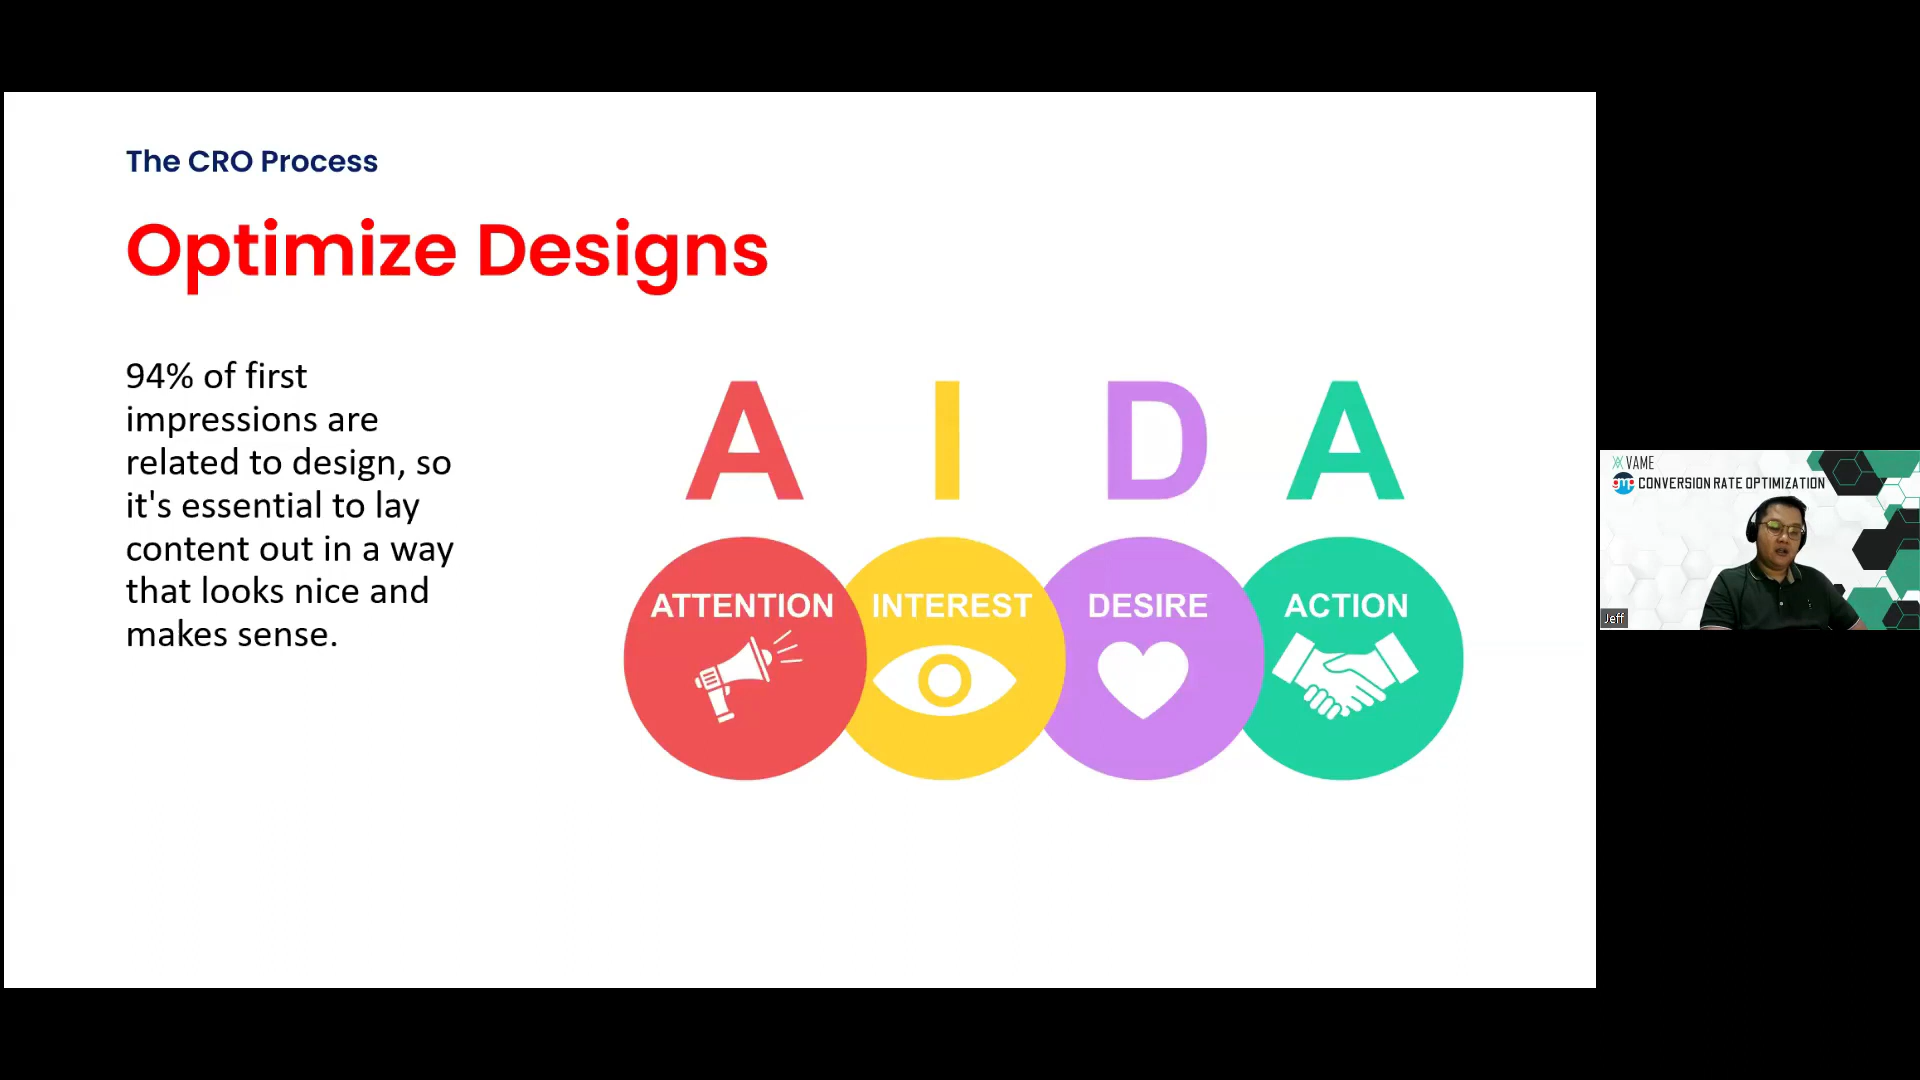 The CRO Process
Optimize Designs
94% of first
impressions are
related to design, so
it's essential to lay
content out in a way
that looks nice and
makes sense.
A I D A
ATTENTION INTEREST DESIRE ACTION
VAME
gmp CONVERSION RATE OPTIMIZATION
Jeff